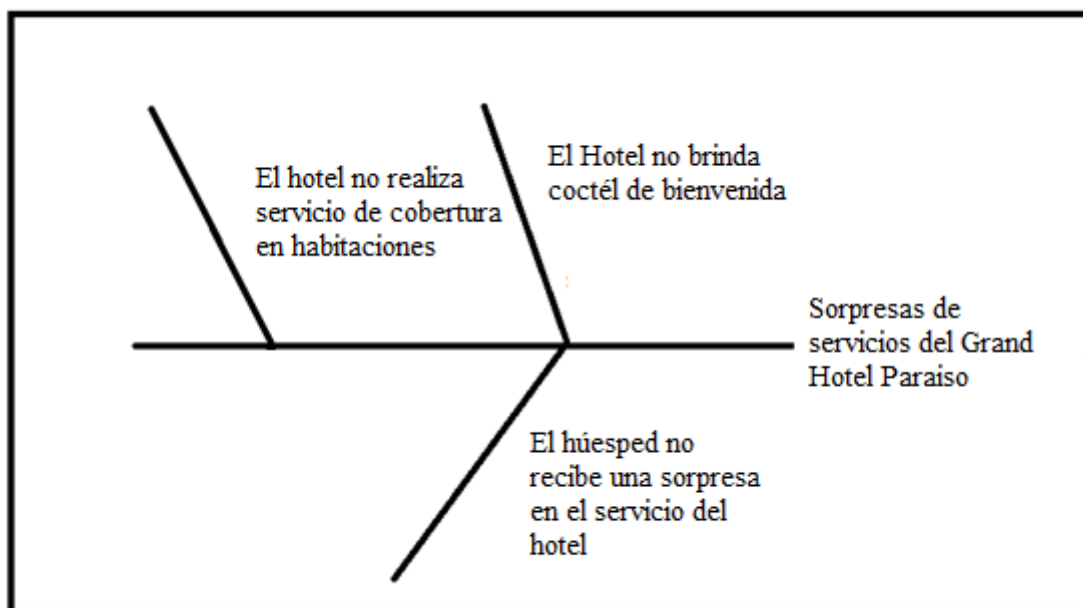 El hotel no realiza
servicio de cobertura
en habitaciones
El Hotel no brinda
coctél de bienvenida
Sorpresas de
servicios del Grand
Hotel Paraiso
El húesped no
recibe una sorpresa
en el servicio del
hotel